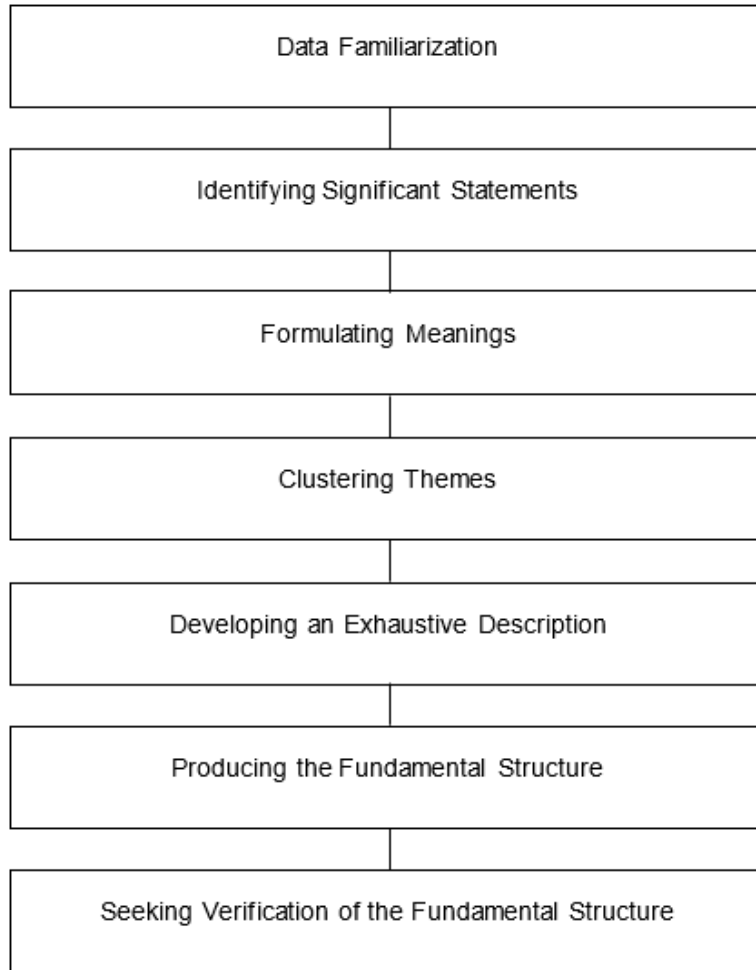 Data Familiarization
Identifying Significant Statements
Formulating Meanings
Clustering Themes
Developing an Exhaustive Description
Producing the Fundamental Structure
Seeking Verification of the Fundamental Structure